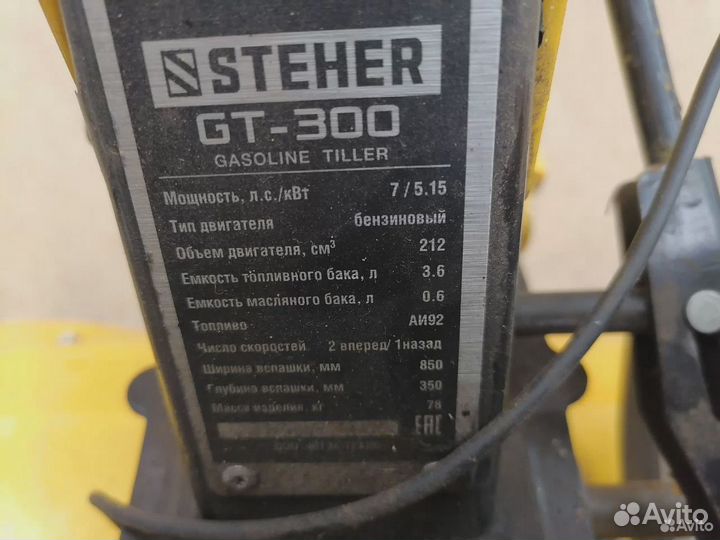 STEHER
GT-300
GASOLINE TILLER
Мощность, л.с./кВт 7 / 5.15
Тип двигателя бензиновый
Объем двигателя, см³ 212
Емкость топливного бака, л 3.6
Емкость масляного бака, л 0.6
Топливо АИ92
Число скоростей 2 вперед/ 1назад
Ширина вспашки, мм 850
Глубина вспашки, мм 350
Масса изделия, кг 78
EAC
Avito
Avito